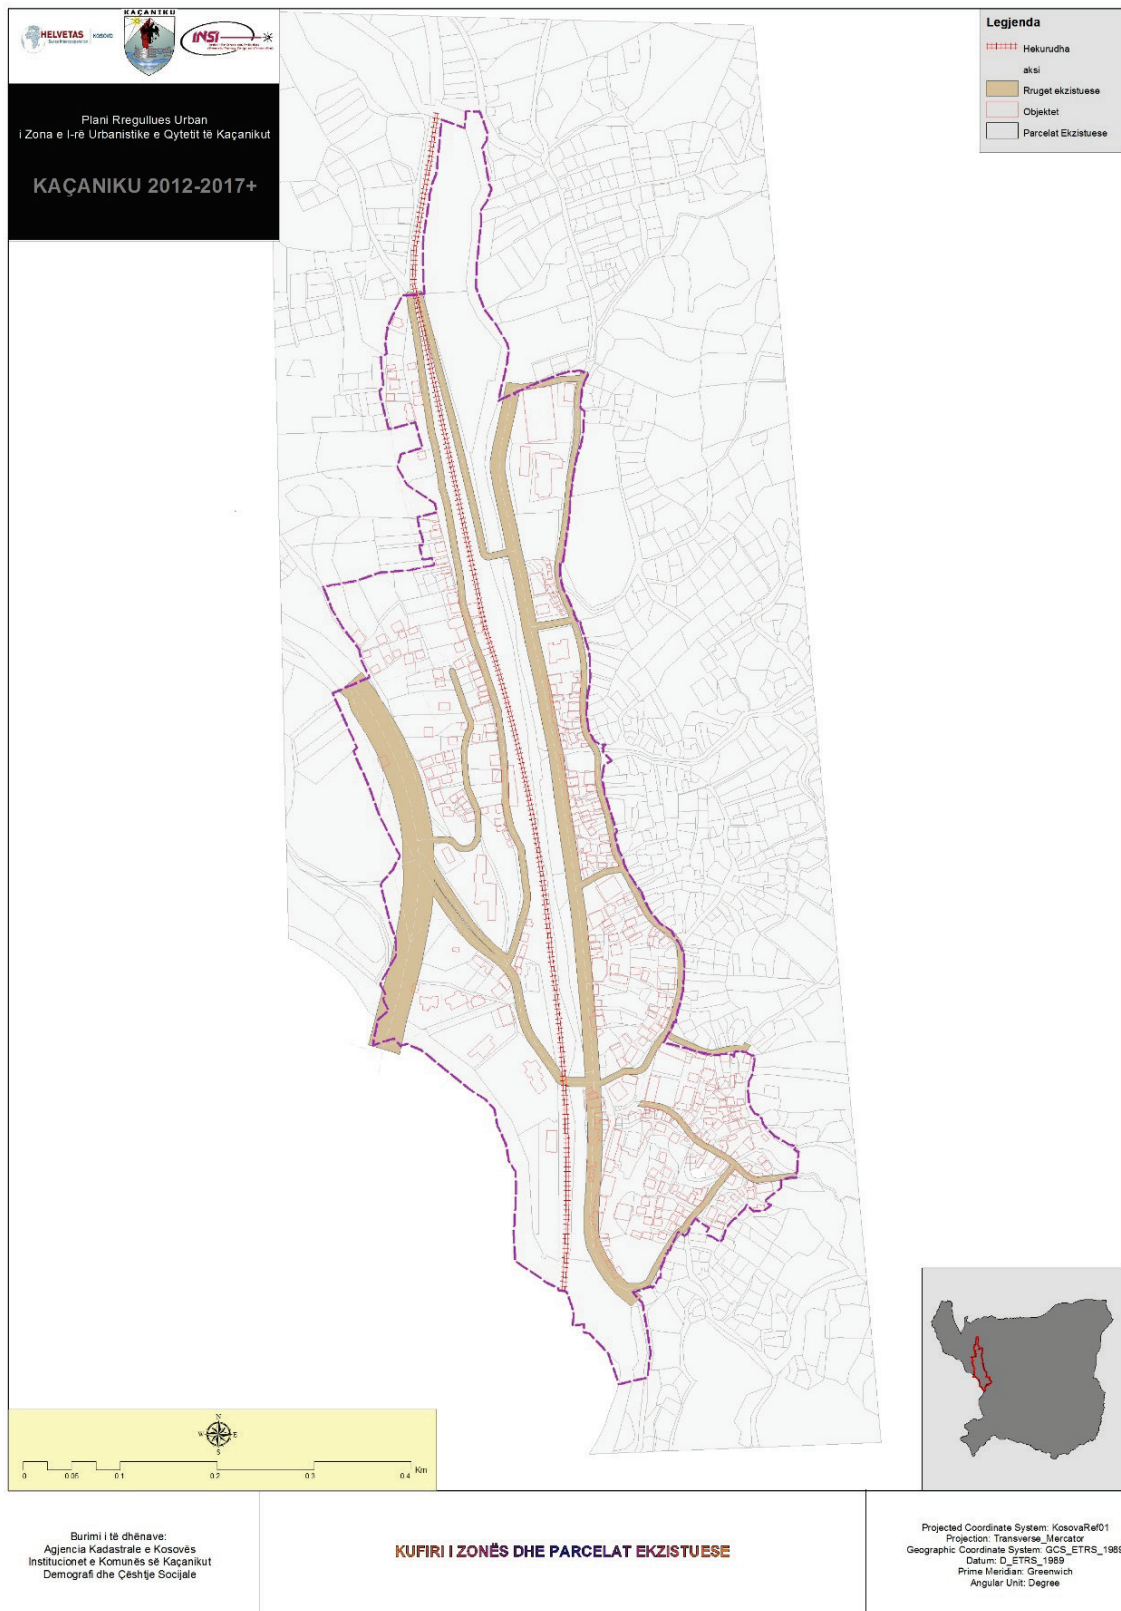 HELVETAS
KOSOVO
KAÇANIKU
INSI
Plani Rregullues Urban
i Zona e I-rë Urbanistike e Qytetit të Kaçanikut
KAÇANIKU 2012-2017+
Legjenda
Hekurudha
aksi
Rruget ekzistuese
Objektet
Parcelat Ekzistuese
N
W E
S
0 0.05 0.1 0.2 0.3 0.4 Km
Burimi i të dhënave:
Agjencia Kadastrale e Kosovës
Institucionet e Komunës së Kaçanikut
Demografi dhe Çështje Socijale
KUFIRI I ZONËS DHE PARCELAT EKZISTUESE
Projected Coordinate System: KosovaRef01
Projection: Transverse_Mercator
Geographic Coordinate System: GCS_ETRS_1989
Datum: D_ETRS_1989
Prime Meridian: Greenwich
Angular Unit: Degree